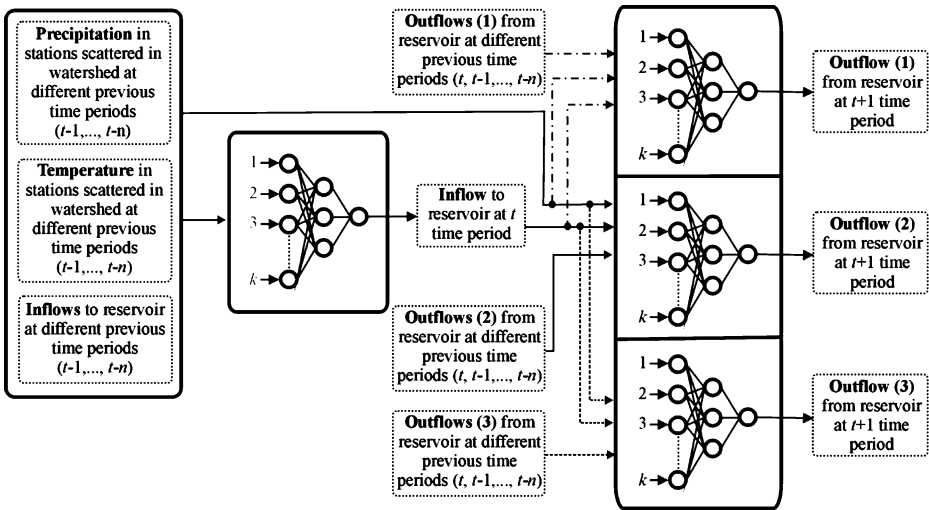 Precipitation in
stations scattered in
watershed at
different previous
time periods
(t-1,..., t-n)
Temperature in
stations scattered in
watershed at
different previous
time periods
(t-1,..., t-n)
Inflows to reservoir
at different previous
time periods
(t-1,..., t-n)
1
2
3
k
Inflow to
reservoir at t
time period
Outflows (1) from
reservoir at different
previous time
periods (t, t-1,..., t-n)
Outflows (2) from
reservoir at different
previous time
periods (t, t-1,..., t-n)
Outflows (3) from
reservoir at different
previous time
periods (t, t-1,..., t-n)
1
2
3
k
1
2
3
k
1
2
3
k
Outflow (1)
from reservoir
at t+1 time
period
Outflow (2)
from reservoir
at t+1 time
period
Outflow (3)
from reservoir
at t+1 time
period